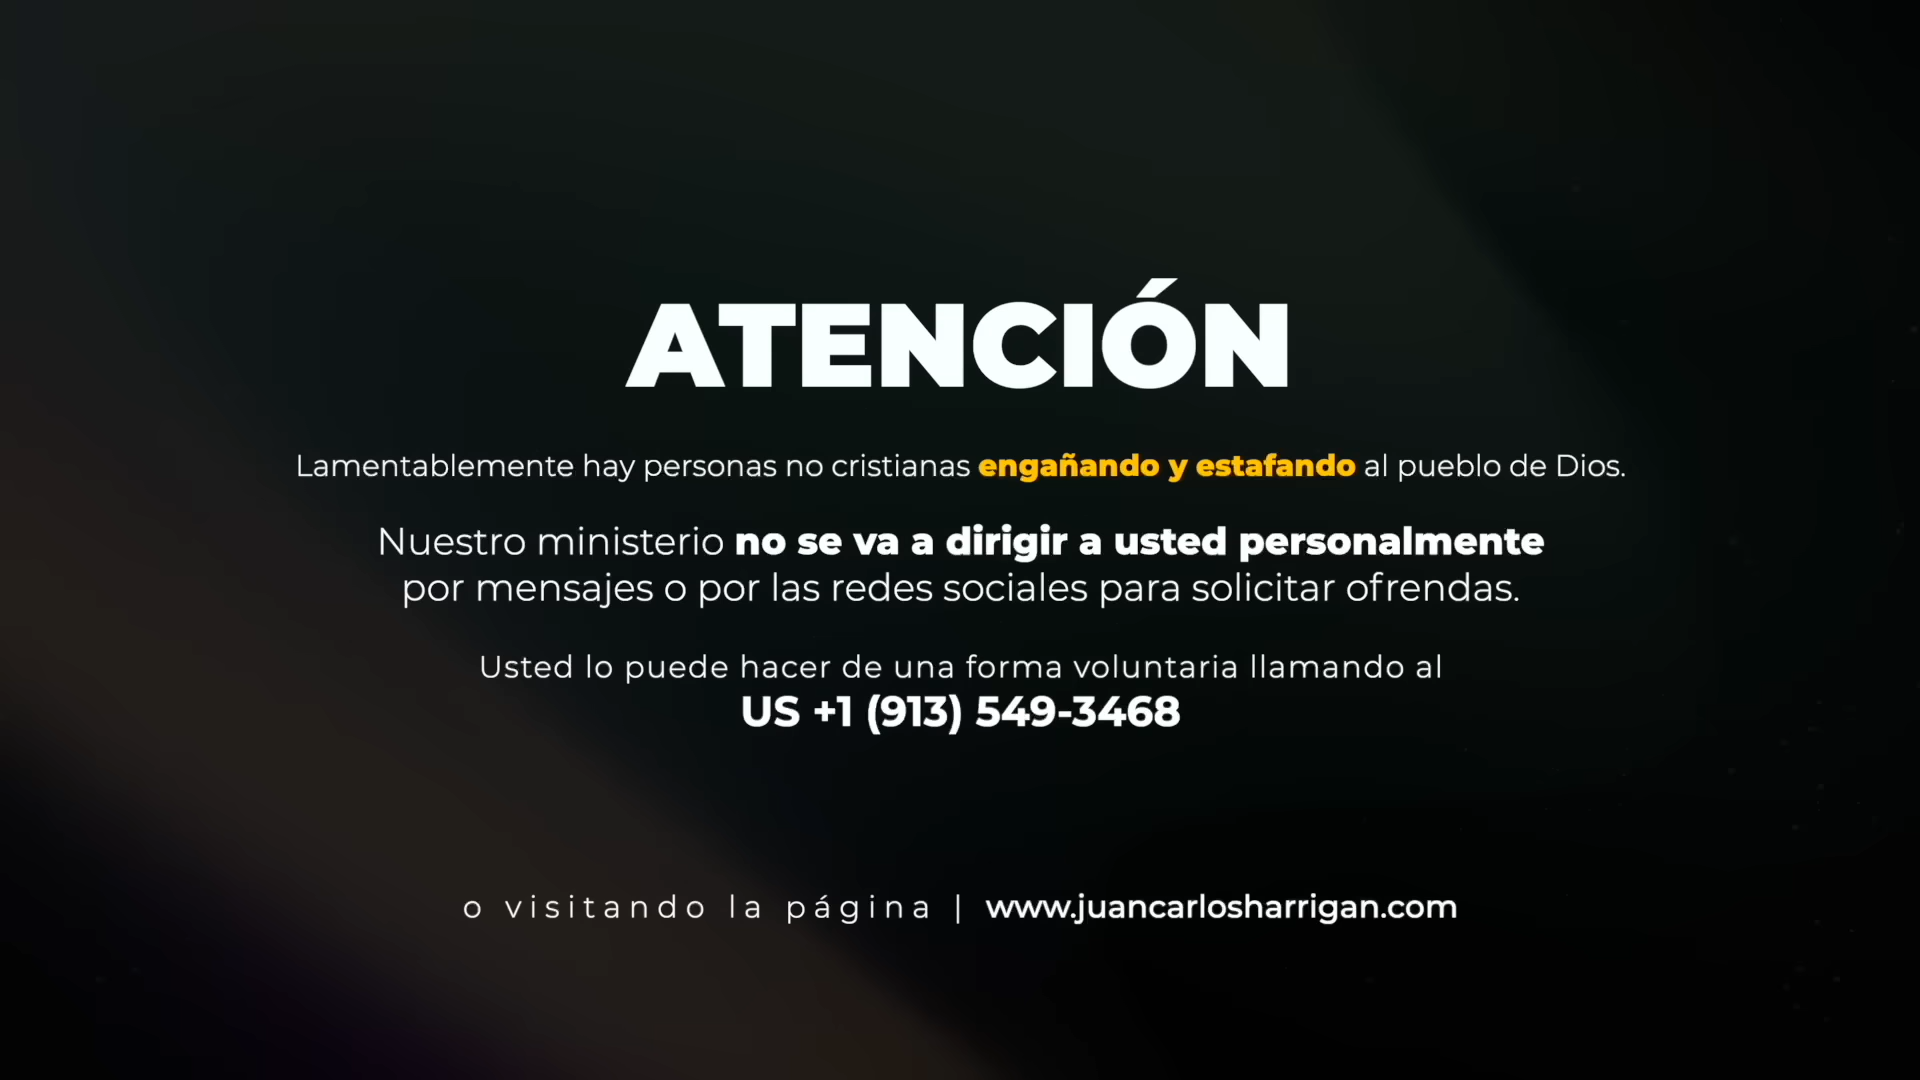 ATENCIÓN
Lamentablemente hay personas no cristianas engañando y estafando al pueblo de Dios.
Nuestro ministerio no se va a dirigir a usted personalmente
por mensajes o por las redes sociales para solicitar ofrendas.
Usted lo puede hacer de una forma voluntaria llamando al
US +1 (913) 549-3468
o visitando la página | www.juancarlosharrigan.com